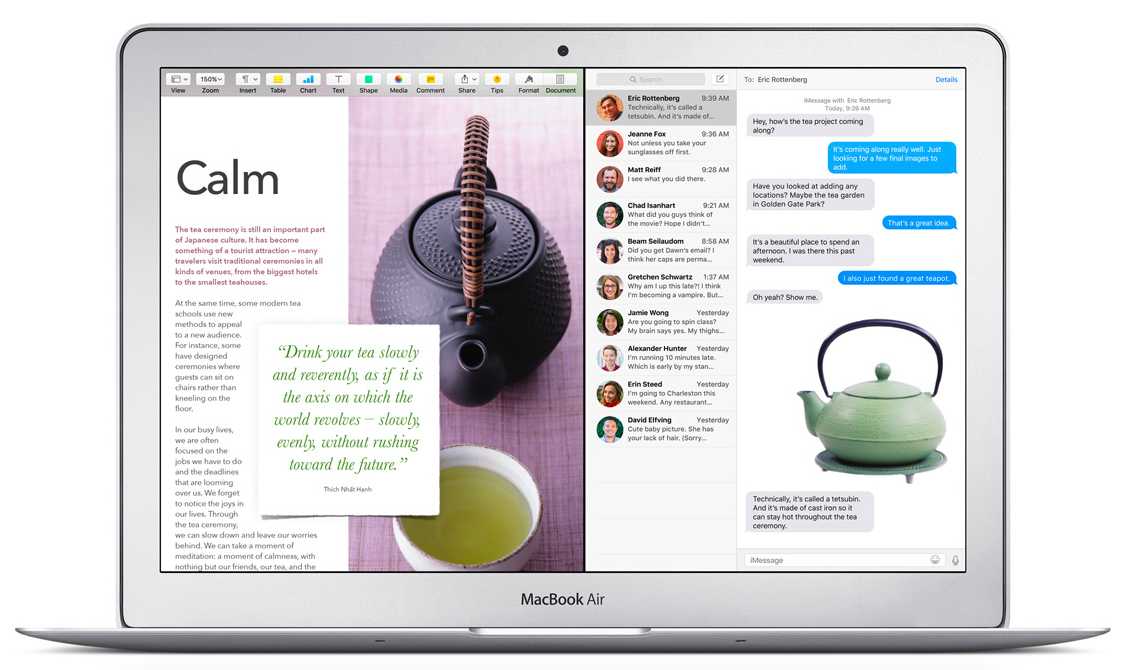 View
150%
Zoom
Insert
Table
Chart
Text
Shape
Media
Comment
Share
Tips
Format
Document
Calm
The tea ceremony is still an important part
of Japanese culture. It has become
something of a tourist attraction – many
travelers visit traditional ceremonies in all
kinds of venues, from the biggest hotels
to the smallest teahouses.
At the same time, some modern tea
schools use new
methods to appeal
to a new audience.
For instance, some
have designed
ceremonies where
guests can sit on
chairs rather than
kneeling on the
floor.
In our busy lives,
we are often
focused on the
jobs we have to do
and the deadlines
that are looming
over us. We forget
to notice the joys in
our lives. Through
the tea ceremony,
we can slow down and leave our worries
behind. We can take a moment of
meditation: a moment of calmness, with
nothing but our friends, our tea, and the
“Drink your tea slowly
and reverently, as if it is
the axis on which the
world revolves – slowly,
evenly, without rushing
toward the future.”
Thích Nhất Hạnh
Search
Eric Rottenberg 9:39 AM
Technically, it's called a
tetsubin. And it's made of...
Jeanne Fox 9:36 AM
Not unless you take your
sunglasses off first.
Matt Reiff 9:28 AM
I see what you did there.
Chad Isanhart 9:21 AM
What did you guys think of
the movie? Hope I didn't...
Beam Seilaudom 8:58 AM
Did you get Dawn's email? I
think her caps are perma...
Gretchen Schwartz 1:37 AM
Why am I up this late?! I think
I'm becoming a vampire. But...
Jamie Wong Yesterday
Are you going to spin class?
My brain says yes. My thighs...
Alexander Hunter Yesterday
I'm running 10 minutes late.
Which is early by my stan...
Erin Steed Yesterday
I'm going to Charleston this
weekend. Any restaurant...
David Elfving Yesterday
Cute baby picture. She has
your lack of hair. (Sorry...
To: Eric Rottenberg Details
iMessage with Eric Rottenberg
Today, 9:39 AM
Hey, how's the tea project coming
along?
It's coming along really well. Just
looking for a few final images to
add.
Have you looked at adding any
locations? Maybe the tea garden
in Golden Gate Park?
That's a great idea.
It's a beautiful place to spend an
afternoon. I was there this past
weekend.
I also just found a great teapot.
Oh yeah? Show me.
Technically, it's called a tetsubin.
And it's made of cast iron so it
can stay hot throughout the tea
ceremony.
iMessage
MacBook Air